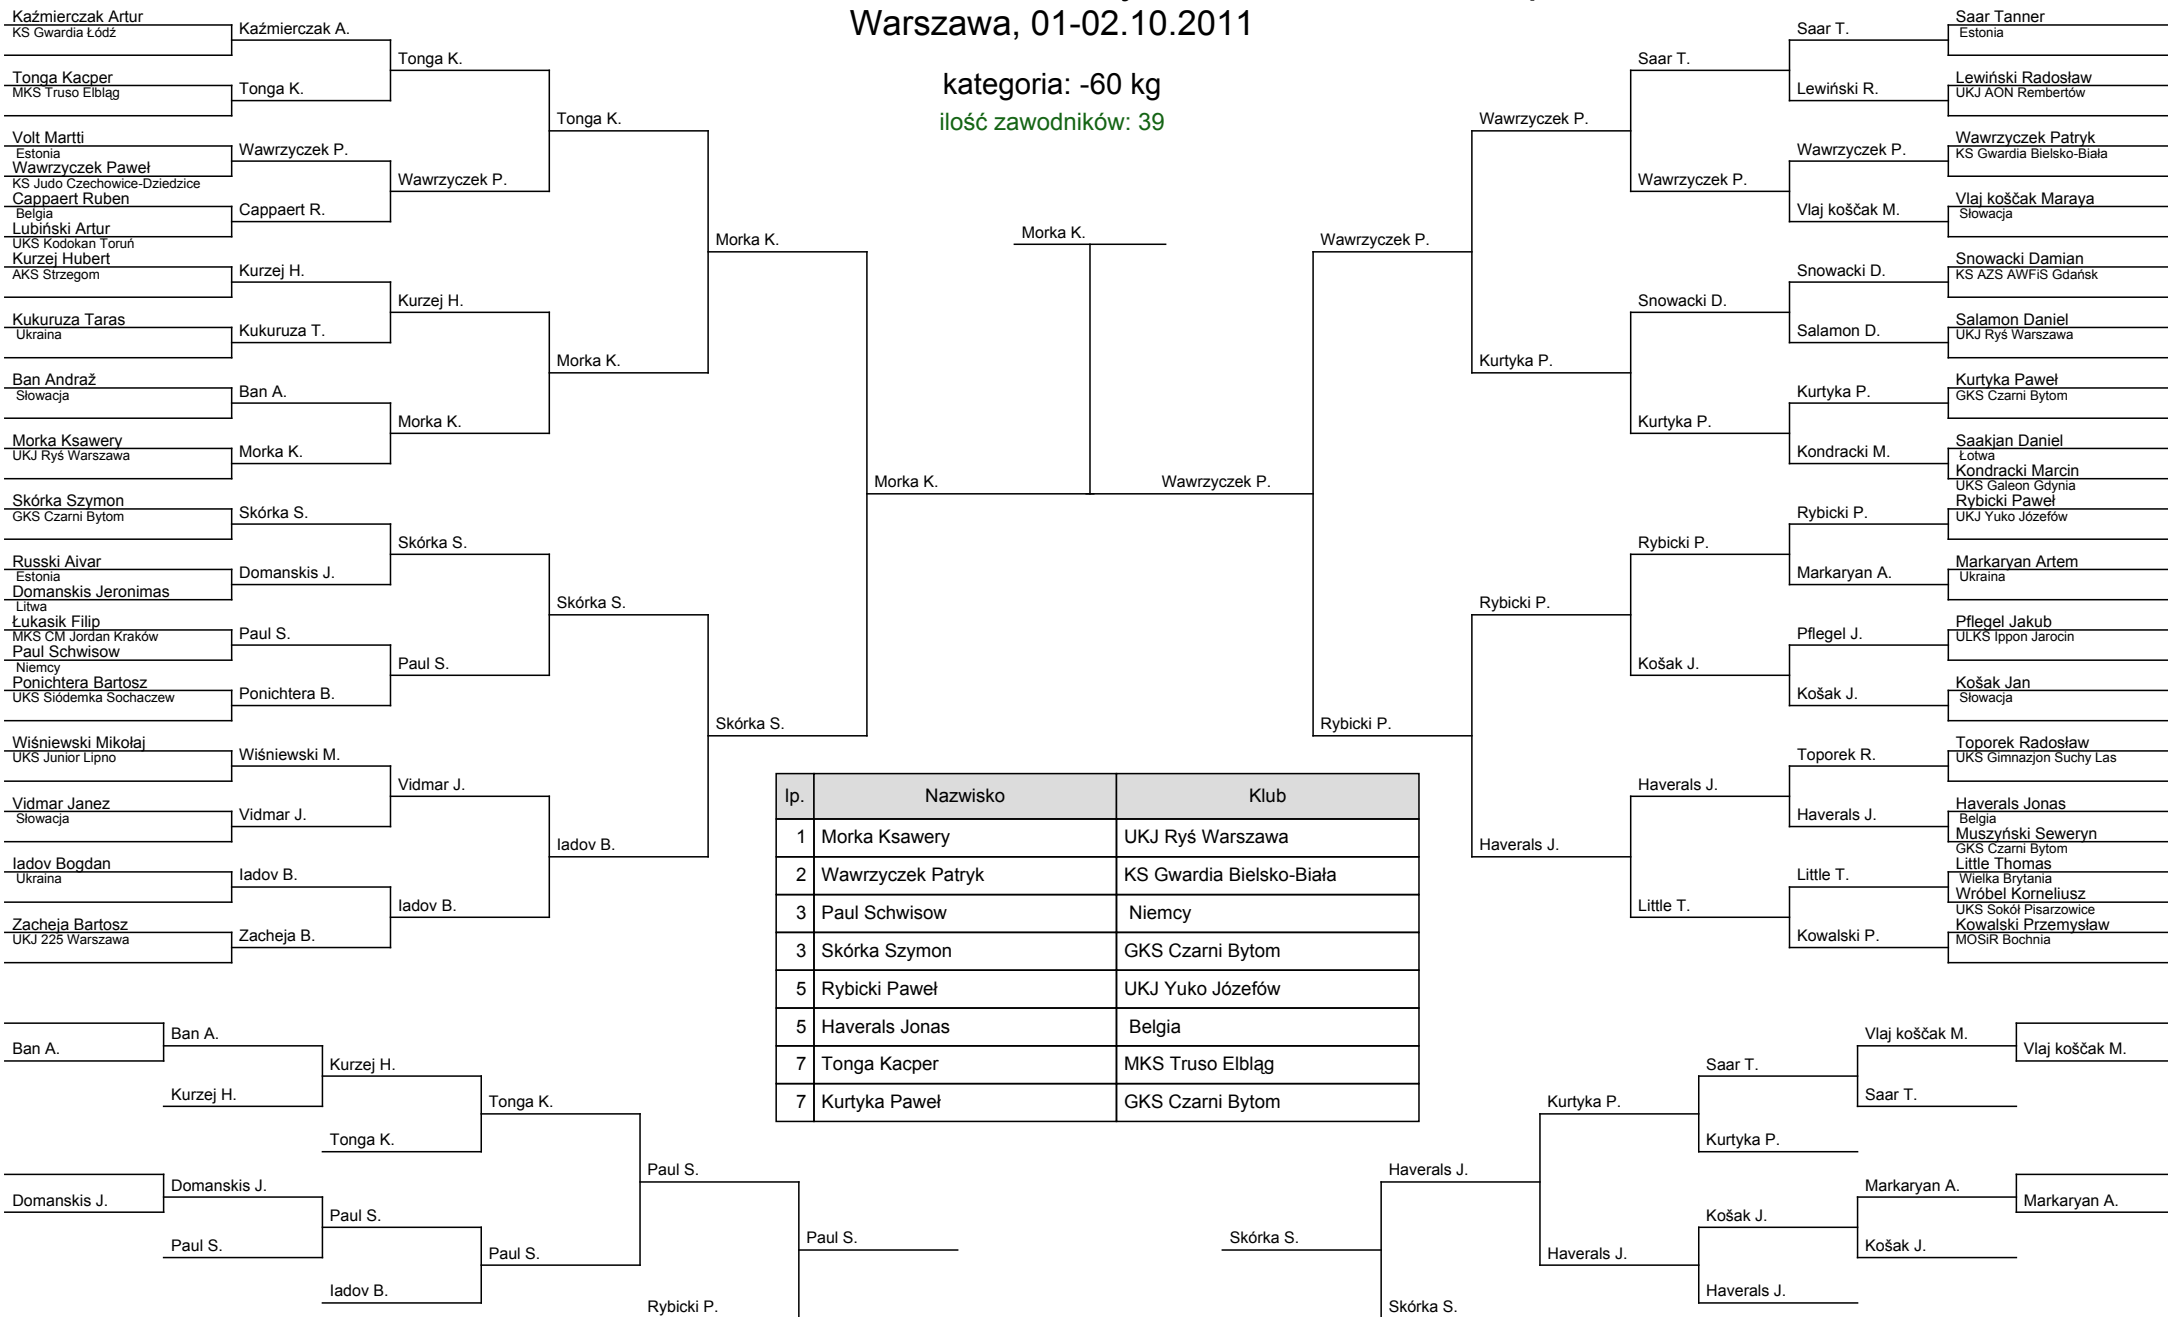 Warszawa, 01-02.10.2011
kategoria: -60 kg
ilość zawodników: 39
Kaźmierczak Artur
KS Gwardia Łódź
Tonga Kacper
MKS Truso Elbląg
Volt Martti
Estonia
Wawrzyczek Paweł
KS Judo Czechowice-Dziedzice
Cappaert Ruben
Belgia
Lubiński Artur
UKS Kodokan Toruń
Kurzej Hubert
AKS Strzegom
Kukuruza Taras
Ukraina
Ban Andraž
Słowacja
Morka Ksawery
UKJ Ryś Warszawa
Skórka Szymon
GKS Czarni Bytom
Russki Aivar
Estonia
Domanskis Jeronimas
Litwa
Łukasik Filip
MKS CM Jordan Kraków
Paul Schwisow
Niemcy
Ponichtera Bartosz
UKS Siódemka Sochaczew
Wiśniewski Mikołaj
UKS Junior Lipno
Vidmar Janez
Słowacja
Iadov Bogdan
Ukraina
Zacheja Bartosz
UKJ 225 Warszawa
Kaźmierczak A.
Tonga K.
Wawrzyczek P.
Cappaert R.
Kurzej H.
Kukuruza T.
Ban A.
Morka K.
Skórka S.
Domanskis J.
Paul S.
Ponichtera B.
Wiśniewski M.
Vidmar J.
Iadov B.
Zacheja B.
Tonga K.
Wawrzyczek P.
Kurzej H.
Morka K.
Skórka S.
Paul S.
Vidmar J.
Iadov B.
Tonga K.
Morka K.
Skórka S.
Iadov B.
Morka K.
Skórka S.
Morka K.
Morka K.
Wawrzyczek P.
Wawrzyczek P.
Rybicki P.
Wawrzyczek P.
Kurtyka P.
Rybicki P.
Haverals J.
Saar T.
Wawrzyczek P.
Snowacki D.
Kurtyka P.
Rybicki P.
Košak J.
Haverals J.
Little T.
Saar T.
Lewiński R.
Wawrzyczek P.
Vlaj koščak M.
Snowacki D.
Salamon D.
Kurtyka P.
Kondracki M.
Rybicki P.
Markaryan A.
Pflegel J.
Košak J.
Toporek R.
Haverals J.
Little T.
Kowalski P.
Saar Tanner
Estonia
Lewiński Radosław
UKJ AON Rembertów
Wawrzyczek Patryk
KS Gwardia Bielsko-Biała
Vlaj koščak Maraya
Słowacja
Snowacki Damian
KS AZS AWFiS Gdańsk
Salamon Daniel
UKJ Ryś Warszawa
Kurtyka Paweł
GKS Czarni Bytom
Saakjan Daniel
Łotwa
Kondracki Marcin
UKS Galeon Gdynia
Rybicki Paweł
UKJ Yuko Józefów
Markaryan Artem
Ukraina
Pflegel Jakub
ULKS Ippon Jarocin
Košak Jan
Słowacja
Toporek Radosław
UKS Gimnazjon Suchy Las
Haverals Jonas
Belgia
Muszyński Seweryn
GKS Czarni Bytom
Little Thomas
Wielka Brytania
Wróbel Korneliusz
UKS Sokół Pisarzowice
Kowalski Przemysław
MOSiR Bochnia
lp. Nazwisko Klub
1 Morka Ksawery UKJ Ryś Warszawa
2 Wawrzyczek Patryk KS Gwardia Bielsko-Biała
3 Paul Schwisow Niemcy
3 Skórka Szymon GKS Czarni Bytom
5 Rybicki Paweł UKJ Yuko Józefów
5 Haverals Jonas Belgia
7 Tonga Kacper MKS Truso Elbląg
7 Kurtyka Paweł GKS Czarni Bytom
Ban A.
Domanskis J.
Ban A.
Kurzej H.
Domanskis J.
Paul S.
Kurzej H.
Tonga K.
Paul S.
Iadov B.
Tonga K.
Paul S.
Paul S.
Rybicki P.
Paul S.
Skórka S.
Haverals J.
Skórka S.
Kurtyka P.
Haverals J.
Saar T.
Kurtyka P.
Košak J.
Haverals J.
Vlaj koščak M.
Saar T.
Markaryan A.
Košak J.
Vlaj koščak M.
Markaryan A.